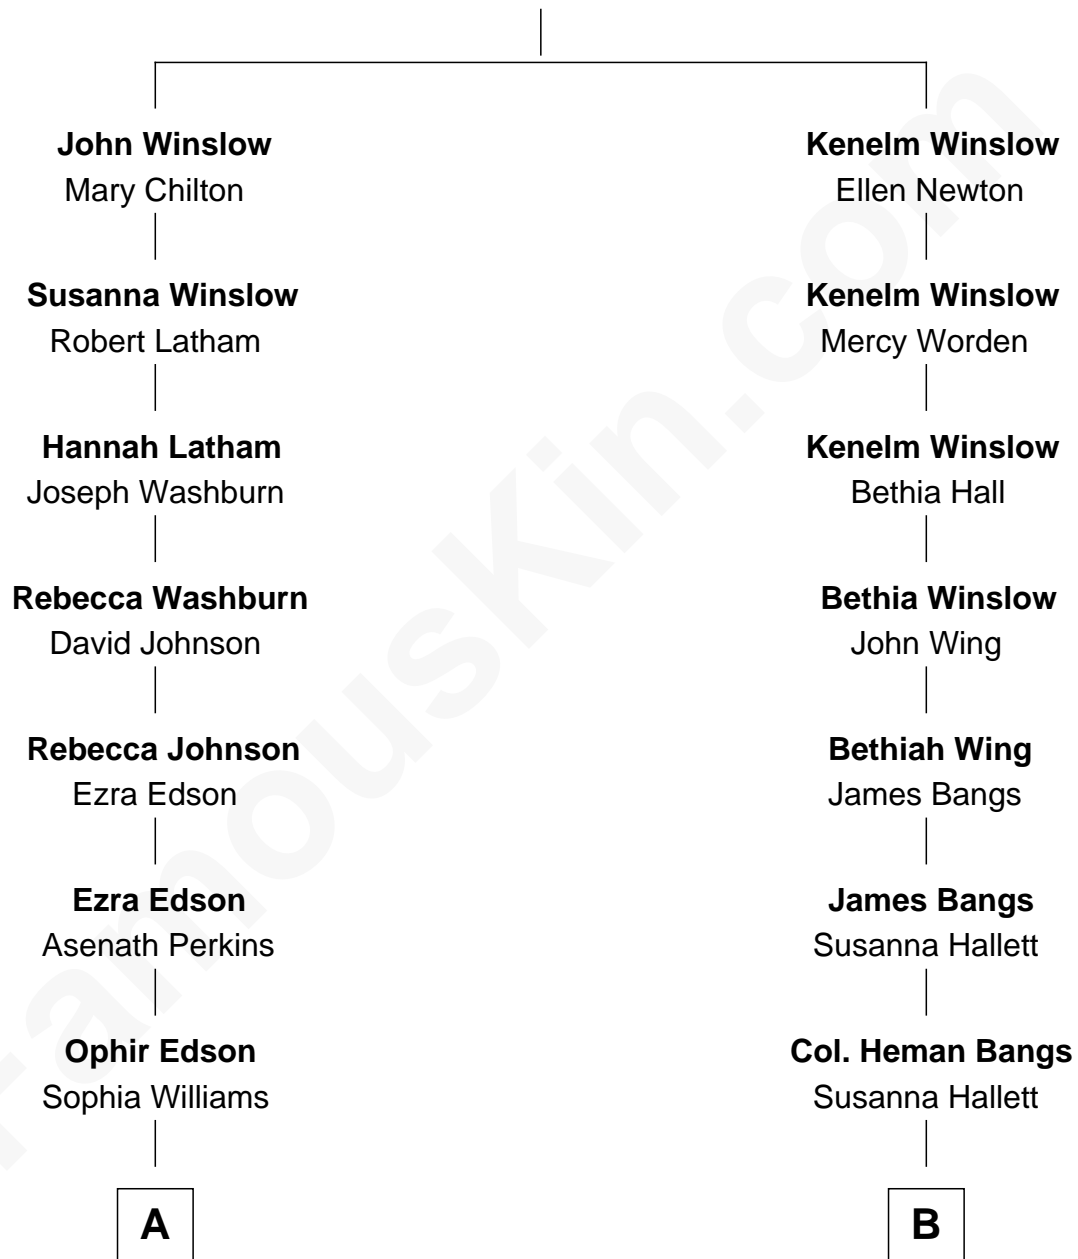 John Winslow
Mary Chilton
Kenelm Winslow
Ellen Newton
Susanna Winslow
Robert Latham
Kenelm Winslow
Mercy Worden
Hannah Latham
Joseph Washburn
Kenelm Winslow
Bethia Hall
Rebecca Washburn
David Johnson
Bethia Winslow
John Wing
Rebecca Johnson
Ezra Edson
Bethiah Wing
James Bangs
Ezra Edson
Asenath Perkins
James Bangs
Susanna Hallett
Ophir Edson
Sophia Williams
Col. Heman Bangs
Susanna Hallett
A
B
FamousKin.com